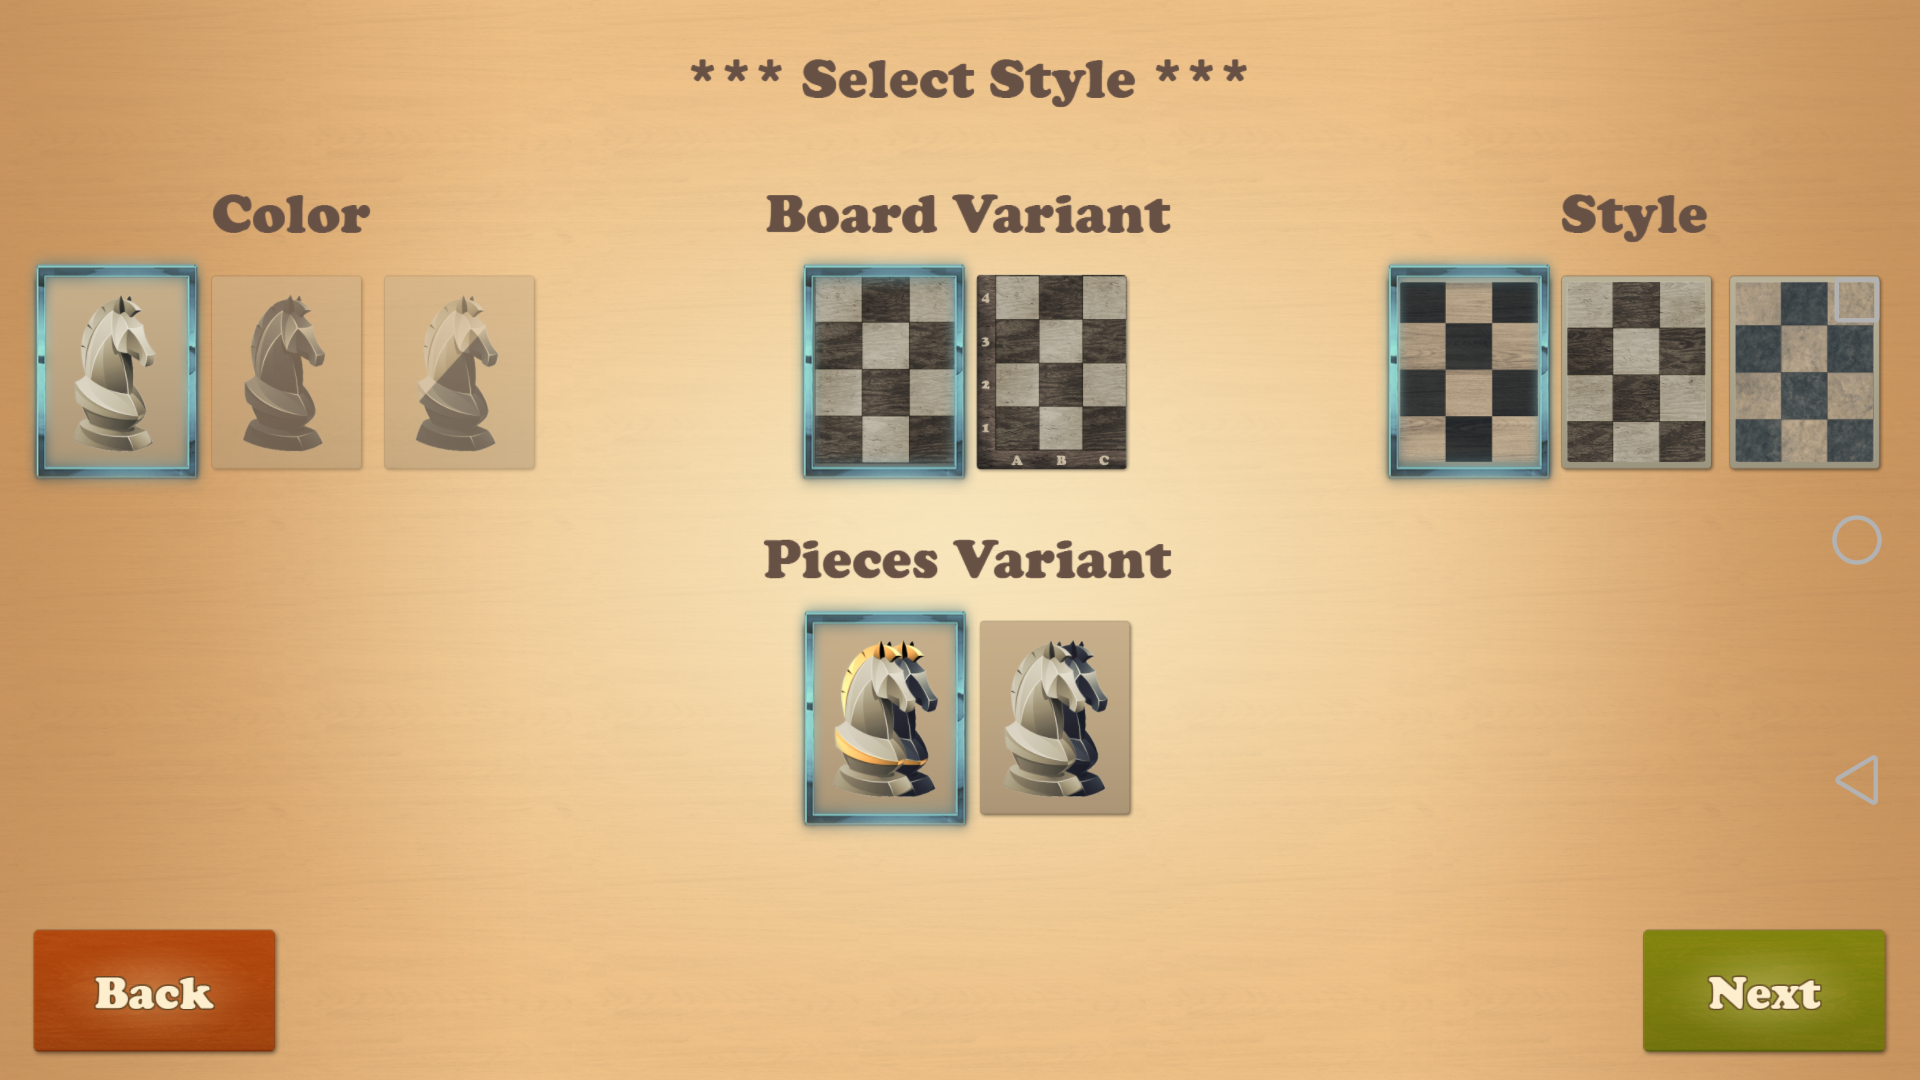 *** Select Style ***
Color
Board Variant
Style
4
3
2
1
A B C
Pieces Variant
Back
Next